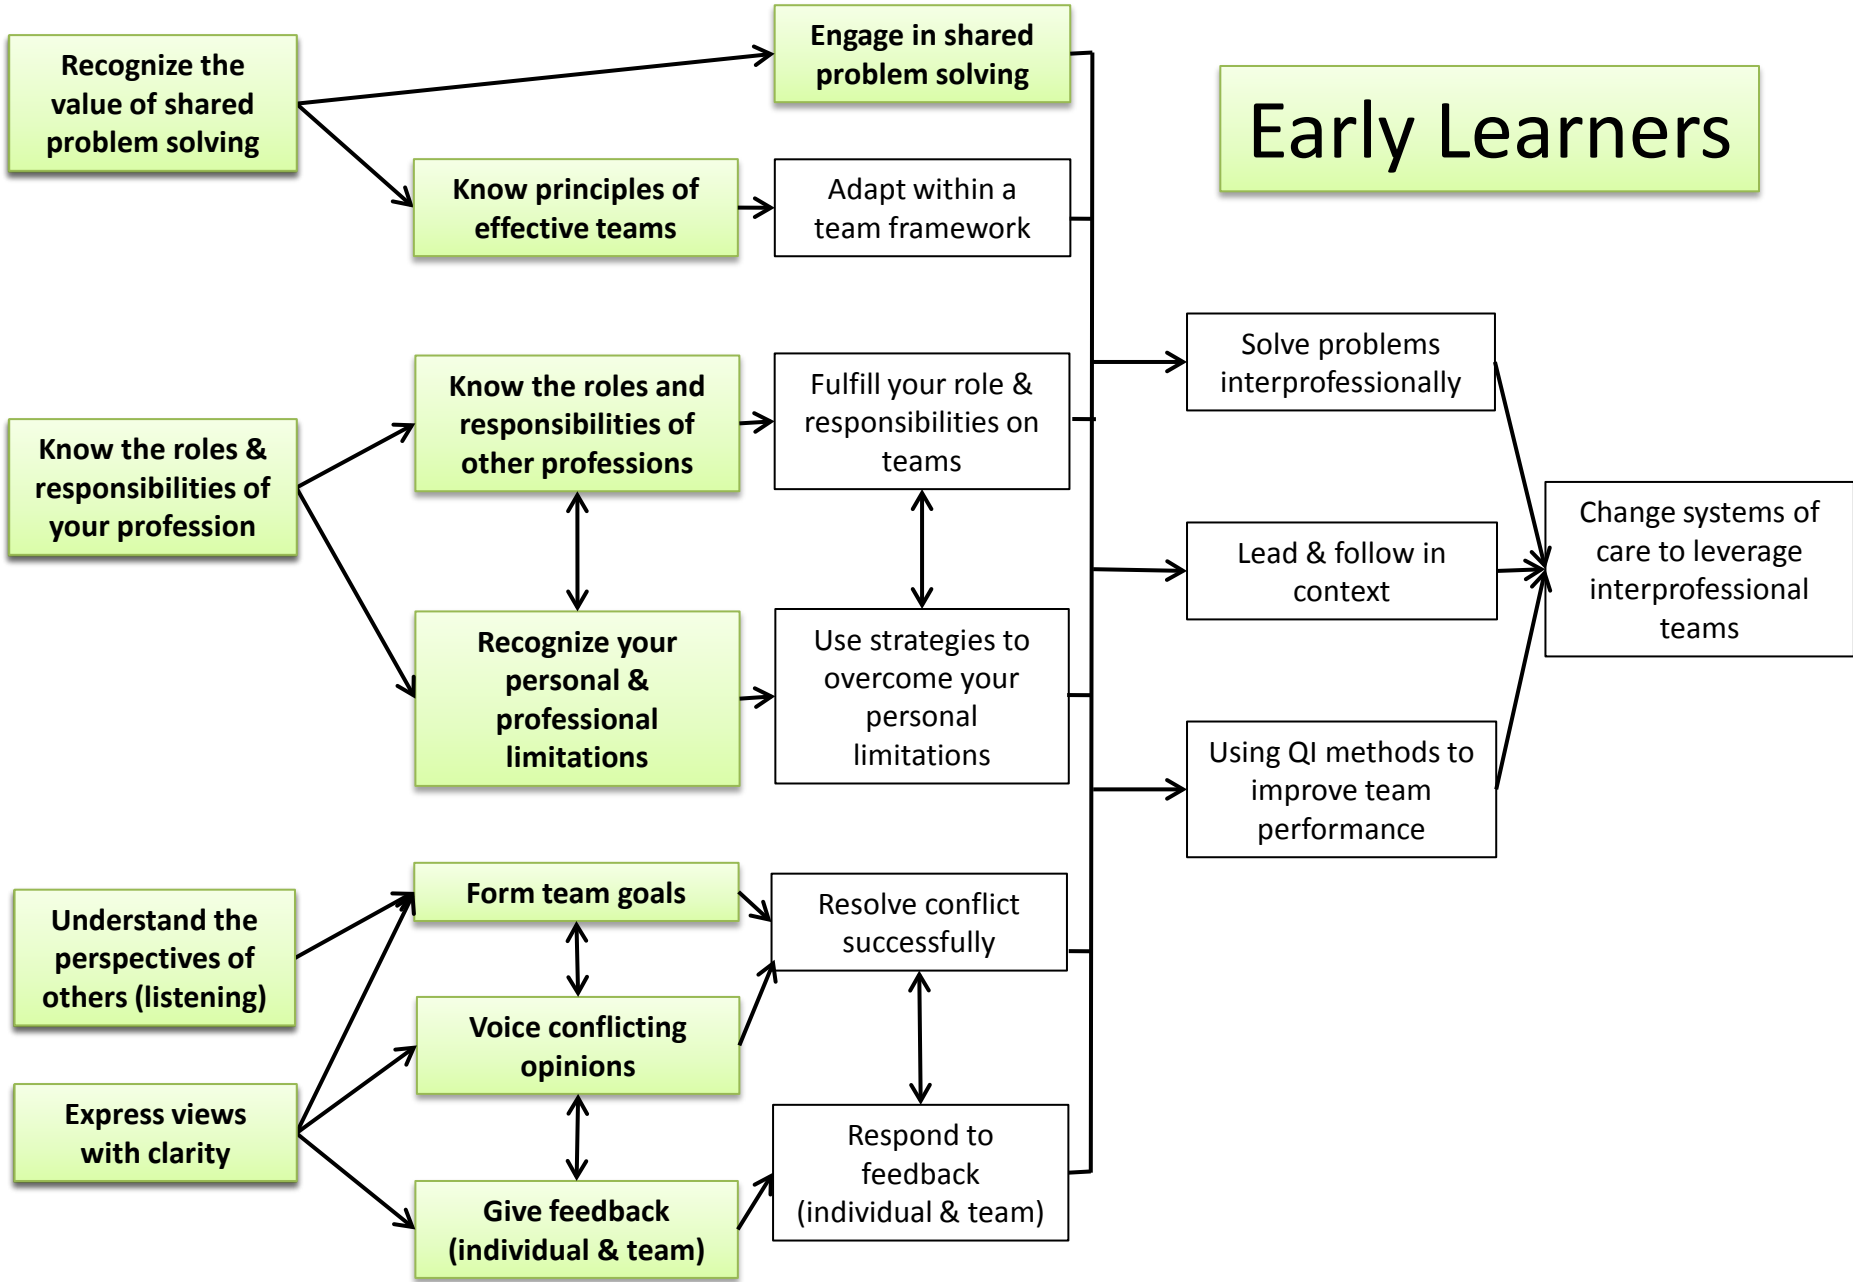 Recognize the
value of shared
problem solving
Engage in shared
problem solving
Early Learners
Know principles of
effective teams
Adapt within a
team framework
Know the roles &
responsibilities of
your profession
Know the roles and
responsibilities of
other professions
Fulfill your role &
responsibilities on
teams
Recognize your
personal &
professional
limitations
Use strategies to
overcome your
personal
limitations
Solve problems
interprofessionally
Lead & follow in
context
Using QI methods to
improve team
performance
Change systems of
care to leverage
interprofessional
teams
Understand the
perspectives of
others (listening)
Express views
with clarity
Form team goals
Voice conflicting
opinions
Give feedback
(individual & team)
Resolve conflict
successfully
Respond to
feedback
(individual & team)